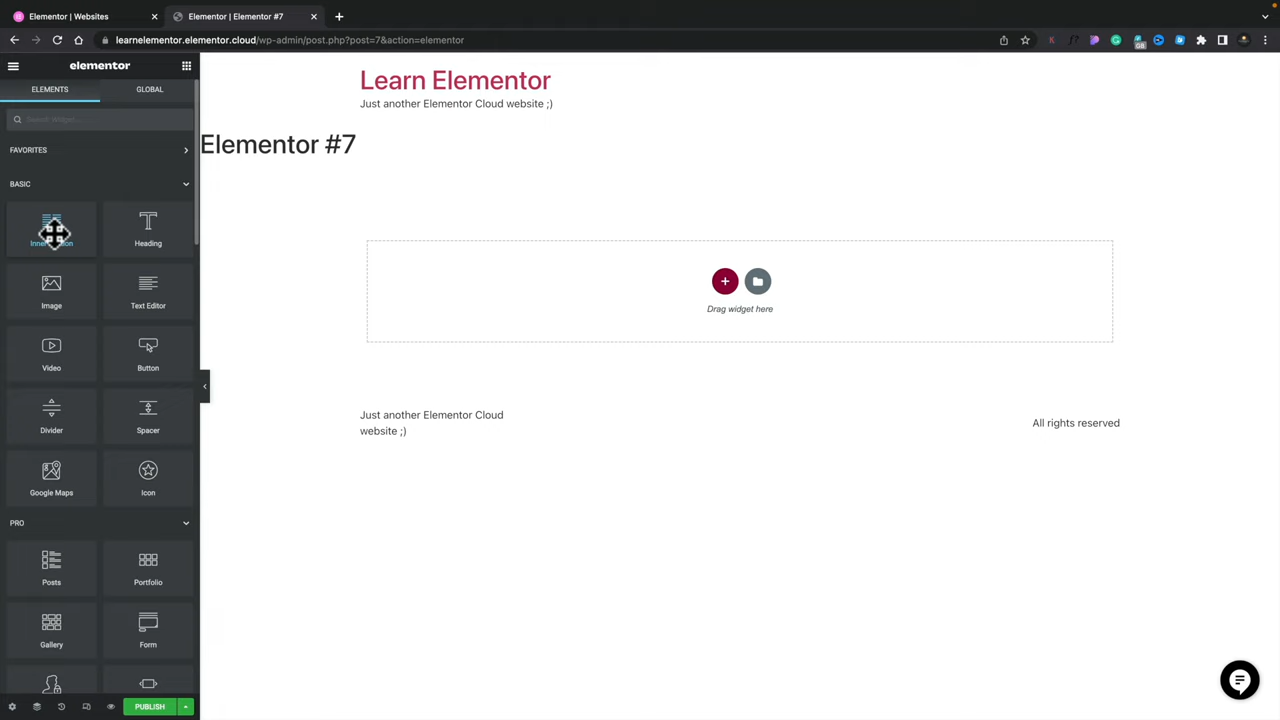 Elementor | Websites
Elementor | Elementor #7
learnelementor.elementor.cloud/wp-admin/post.php?post=7&action=elementor
GB
elementor
ELEMENTS
GLOBAL
Search Widget...
FAVORITES
BASIC
Heading
Image
Text Editor
Video
Button
Divider
Spacer
Google Maps
Icon
PRO
Posts
Portfolio
Gallery
Form
PUBLISH
Learn Elementor
Just another Elementor Cloud website ;)
Elementor #7
Drag widget here
Just another Elementor Cloud
website ;)
All rights reserved